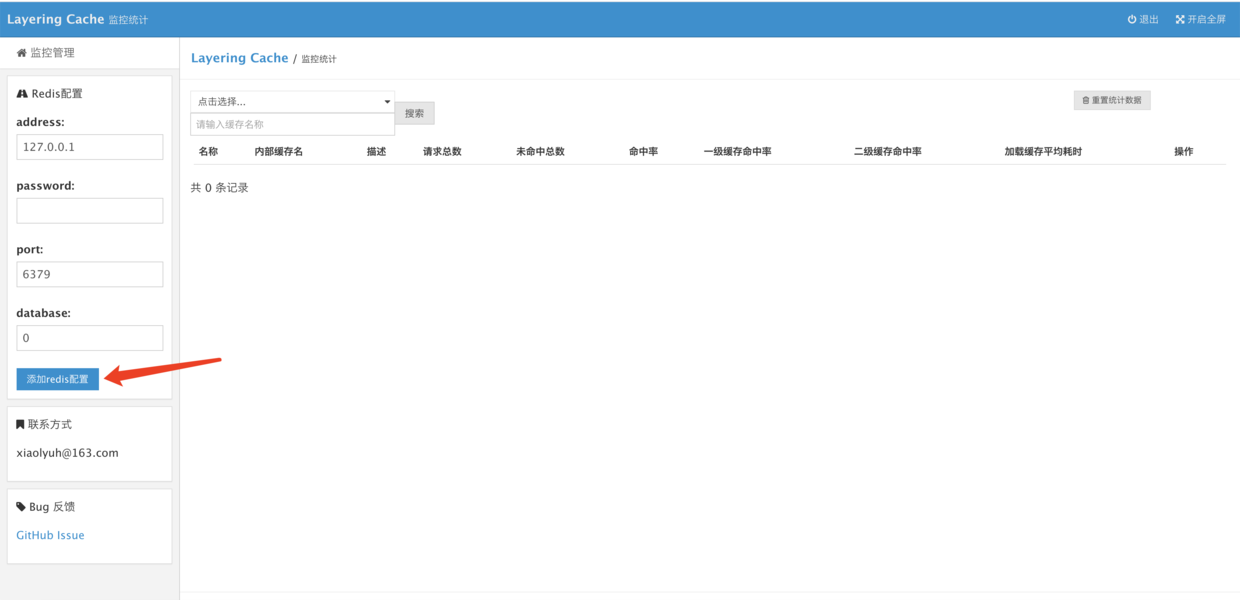 Layering Cache 监控统计
退出 开启全屏
监控管理
Redis配置
address:
127.0.0.1
password:
port:
6379
database:
0
添加redis配置
联系方式
xiaolyuh@163.com
Bug 反馈
GitHub Issue
Layering Cache / 监控统计
点击选择...
请输入缓存名称
搜索
重置统计数据
名称 内部缓存名 描述 请求总数 未命中总数 命中率 一级缓存命中率 二级缓存命中率 加载缓存平均耗时 操作
共 0 条记录